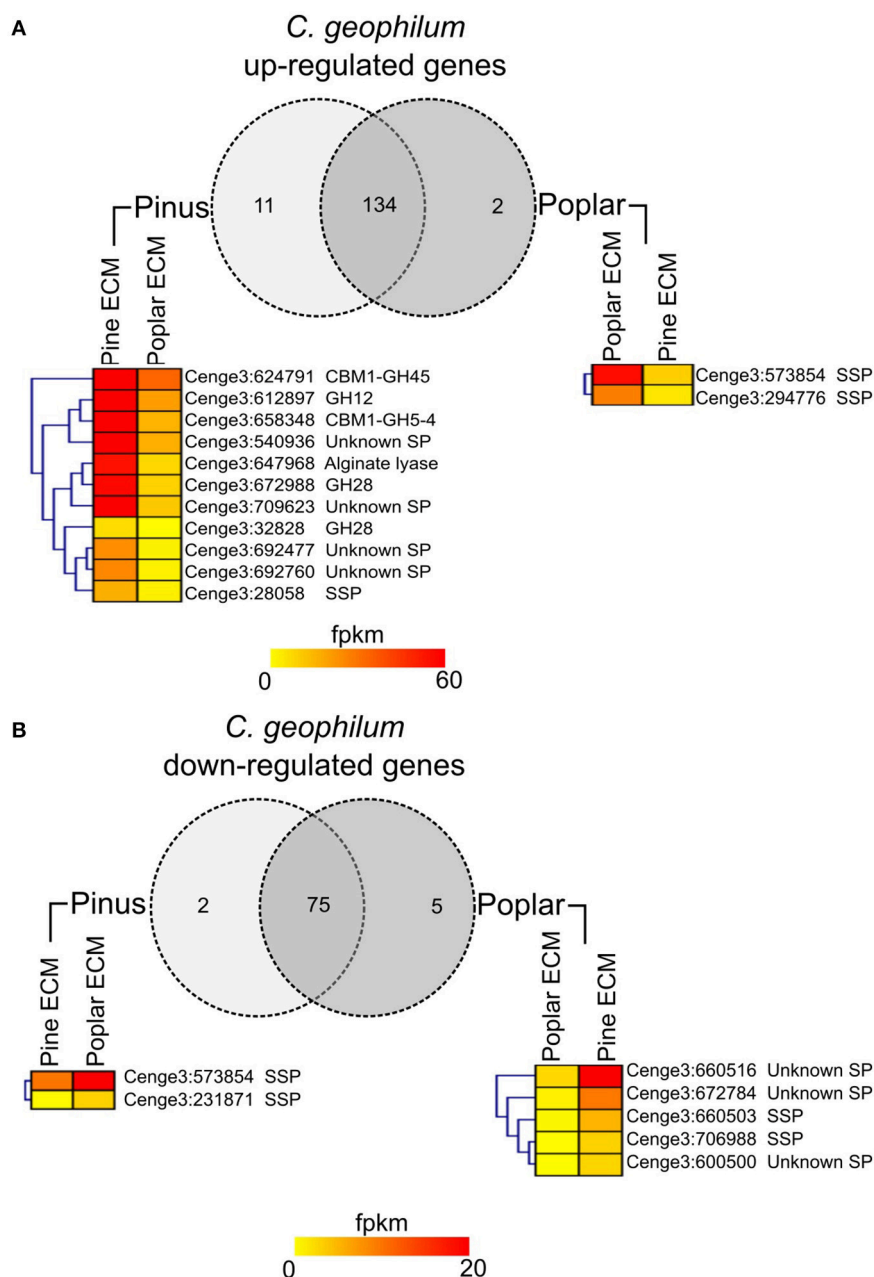 A
C. geophilum
up-regulated genes
Pinus
11
134
2
Poplar
Pine ECM
Poplar ECM
Poplar ECM
Pine ECM
Cenge3:624791 CBM1-GH45
Cenge3:612897 GH12
Cenge3:658348 CBM1-GH5-4
Cenge3:540936 Unknown SP
Cenge3:647968 Alginate lyase
Cenge3:672988 GH28
Cenge3:709623 Unknown SP
Cenge3:32828 GH28
Cenge3:692477 Unknown SP
Cenge3:692760 Unknown SP
Cenge3:28058 SSP
Cenge3:573854 SSP
Cenge3:294776 SSP
fpkm
0
60
B
C. geophilum
down-regulated genes
Pinus
2
75
5
Poplar
Pine ECM
Poplar ECM
Poplar ECM
Pine ECM
Cenge3:573854 SSP
Cenge3:231871 SSP
Cenge3:660516 Unknown SP
Cenge3:672784 Unknown SP
Cenge3:660503 SSP
Cenge3:706988 SSP
Cenge3:600500 Unknown SP
fpkm
0
20